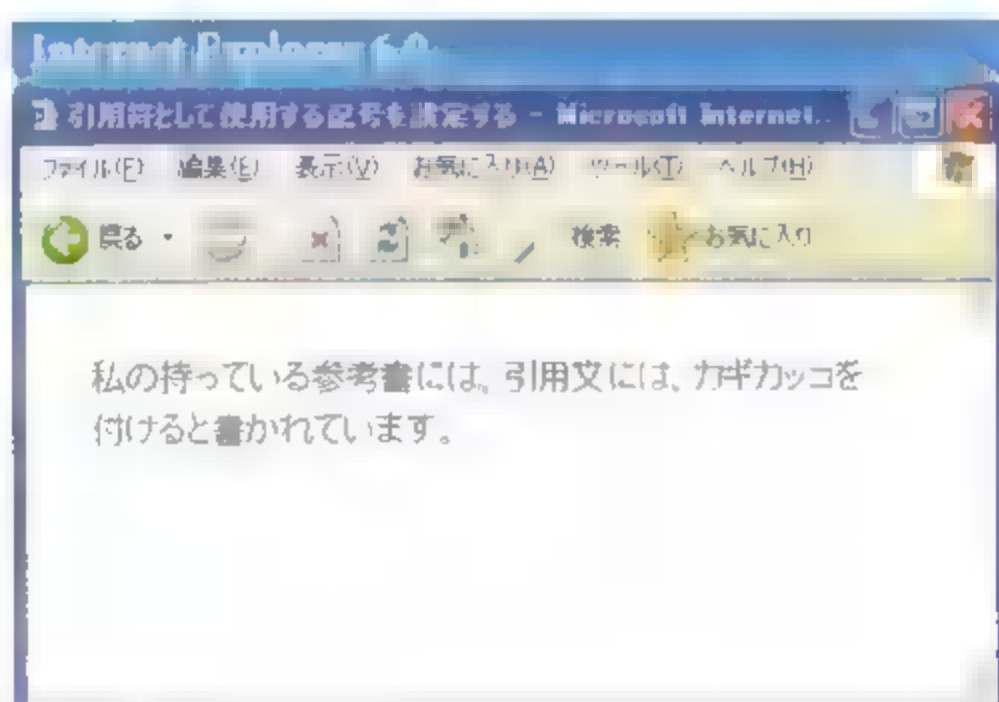 Internet Explorer 6.0
引用符として使用する記号を設定する - Microsoft Internet...
ファイル(F) 編集(E) 表示(V) お気に入り(A) ツール(T) ヘルプ(H)
戻る 検索 お気に入り
私の持っている参考書には、引用文には、カギカッコを
付けると書かれています。